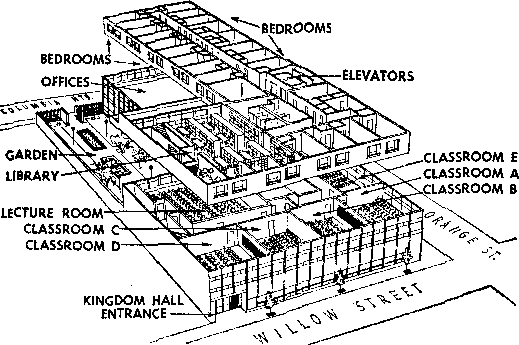 BEDROOMS
BEDROOMS
OFFICES
ELEVATORS
COLUMBIA HTS
GARDEN
LIBRARY
CLASSROOM E
CLASSROOM A
CLASSROOM B
LECTURE ROOM
CLASSROOM C
CLASSROOM D
ORANGE ST.
KINGDOM HALL
ENTRANCE
WILLOW STREET